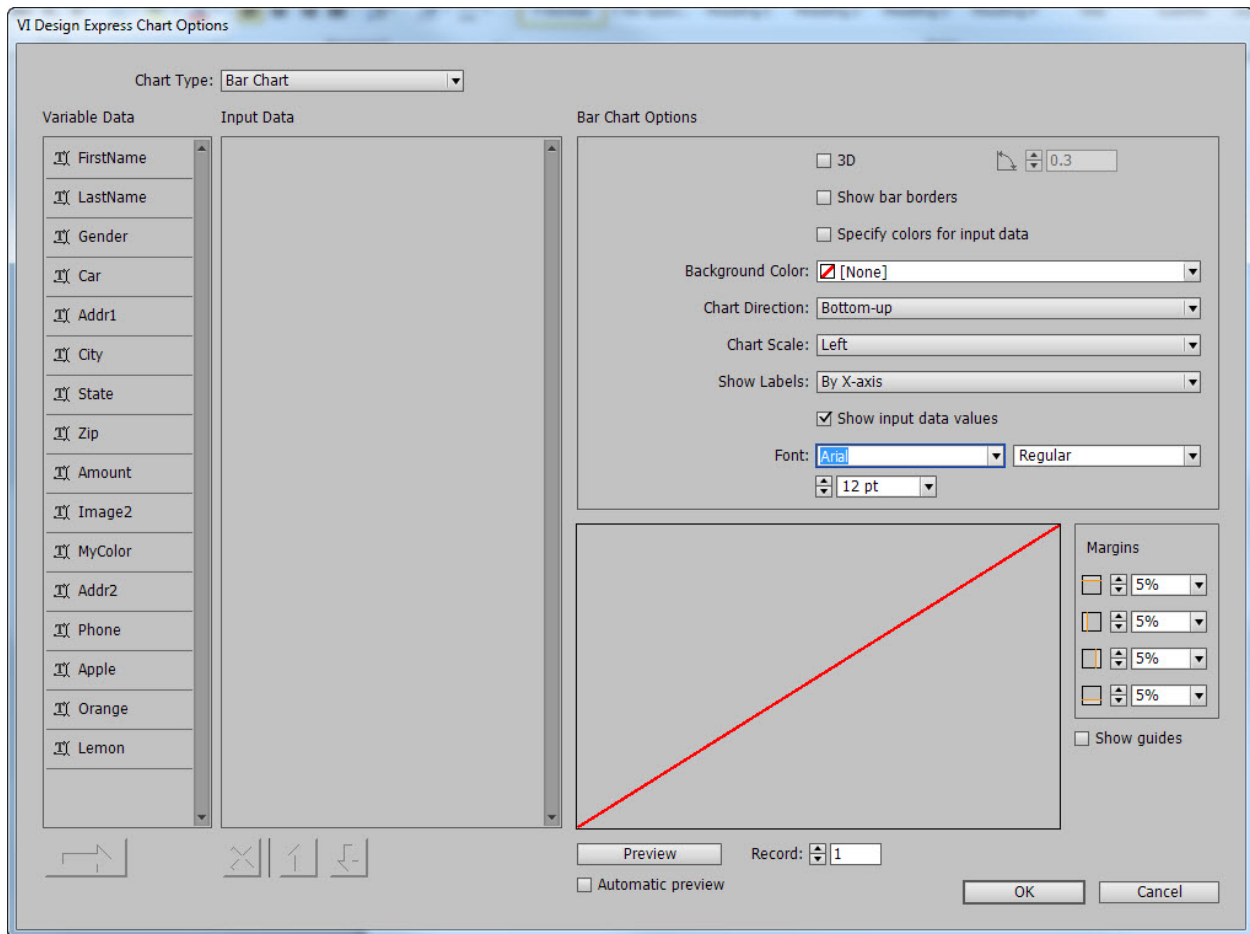 VI Design Express Chart Options
Chart Type: Bar Chart
Variable Data
FirstName
LastName
Gender
Car
Addr1
City
State
Zip
Amount
Image2
MyColor
Addr2
Phone
Apple
Orange
Lemon
Input Data
Bar Chart Options
3D 0.3
Show bar borders
Specify colors for input data
Background Color: [None]
Chart Direction: Bottom-up
Chart Scale: Left
Show Labels: By X-axis
Show input data values
Font: Arial Regular
12 pt
Margins
5%
5%
5%
5%
Show guides
Preview Record: 1
Automatic preview
OK Cancel